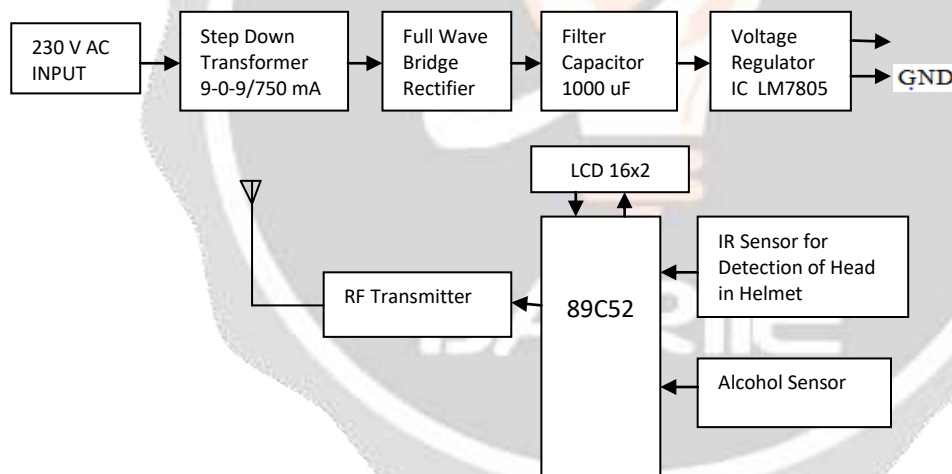 230 V AC
INPUT
Step Down
Transformer
9-0-9/750 mA
Full Wave
Bridge
Rectifier
Filter
Capacitor
1000 uF
Voltage
Regulator
IC  LM7805
GND
LCD 16x2
IR Sensor for
Detection of Head
in Helmet
RF Transmitter
89C52
Alcohol Sensor